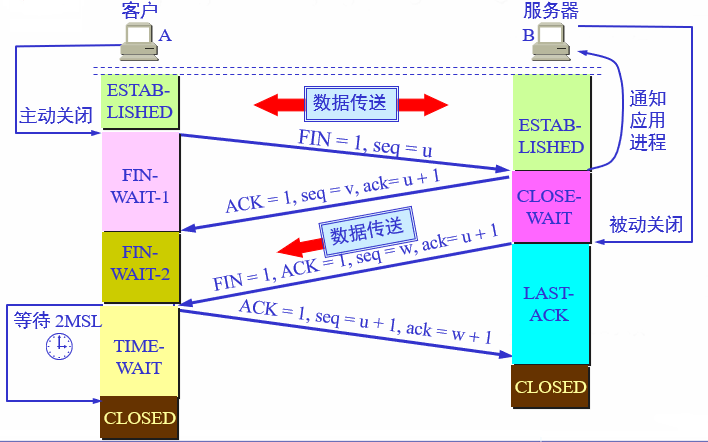 客户
服务器
A
B
ESTAB-
LISHED
数据传送
通知
应用
进程
主动关闭
ESTAB-
LISHED
FIN = 1, seq = u
FIN-
WAIT-1
ACK = 1, seq = v, ack= u + 1
CLOSE-
WAIT
被动关闭
数据传送
FIN-
WAIT-2
FIN = 1, ACK = 1, seq = w, ack= u + 1
LAST-
ACK
等待 2MSL
ACK = 1, seq = u + 1, ack = w + 1
TIME-
WAIT
CLOSED
CLOSED